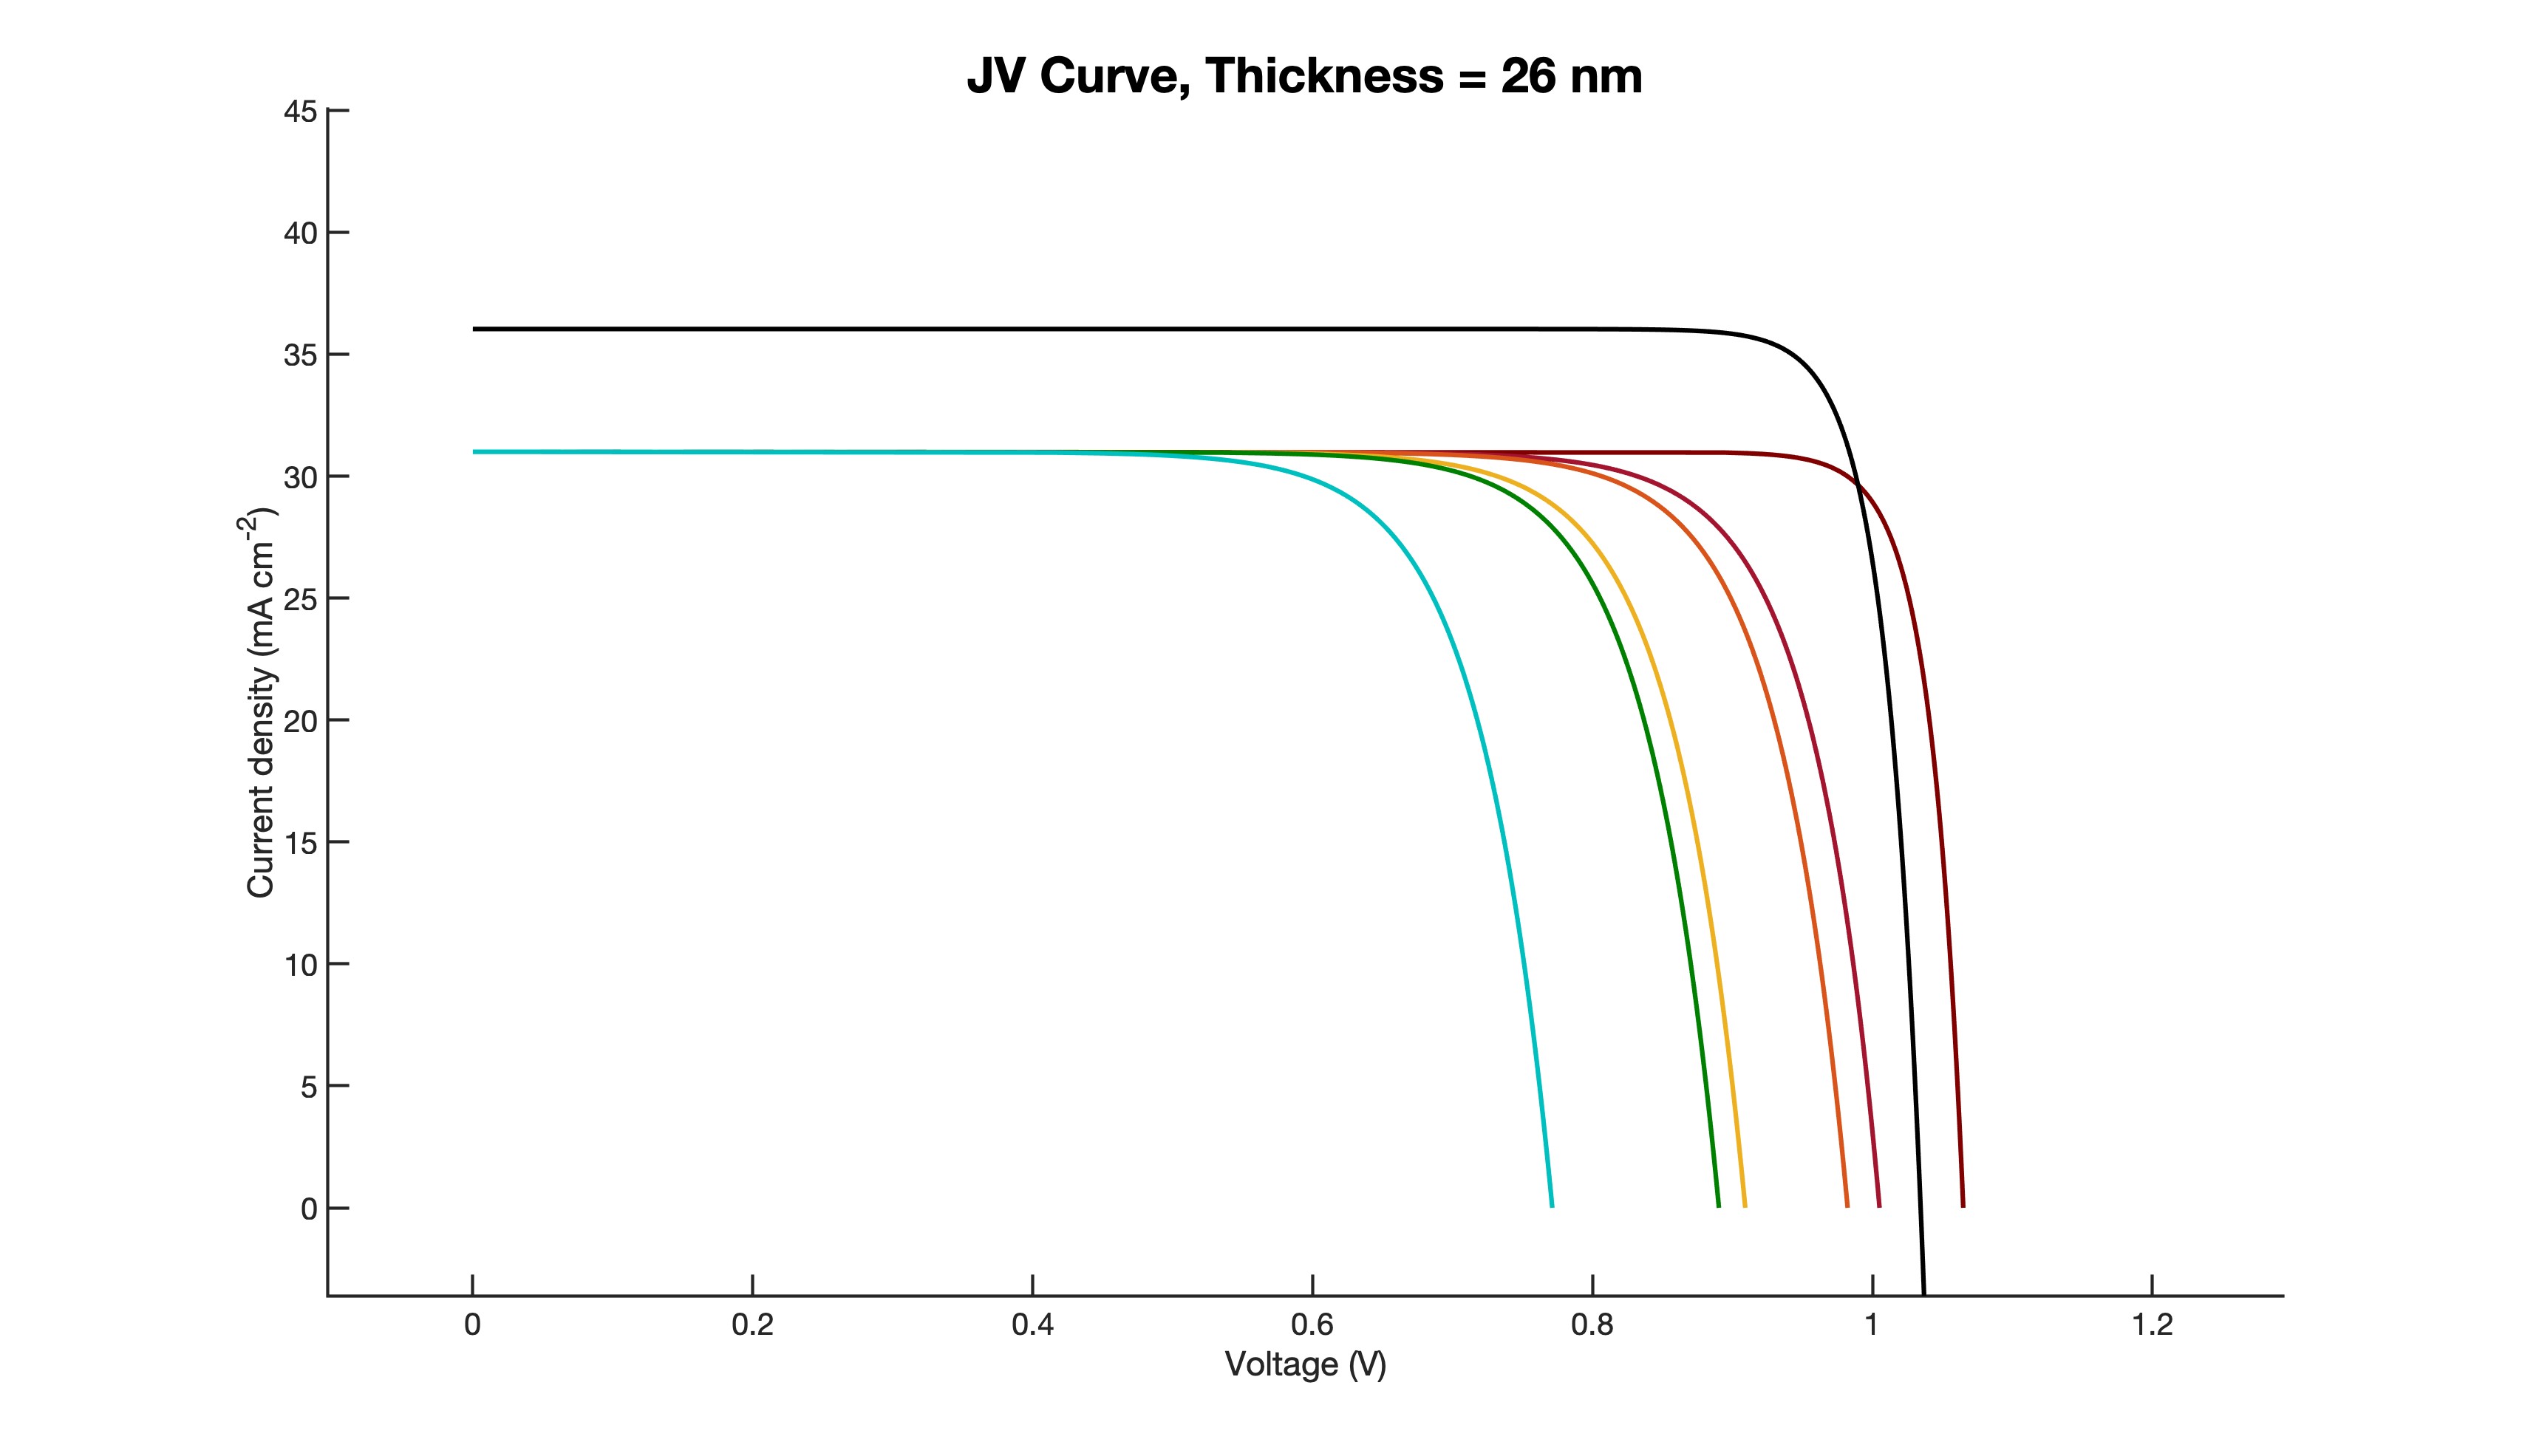 JV Curve, Thickness = 26 nm
45
40
35
30
25
20
15
10
5
0
Current density (mA cm⁻²)
0 0.2 0.4 0.6 0.8 1 1.2
Voltage (V)